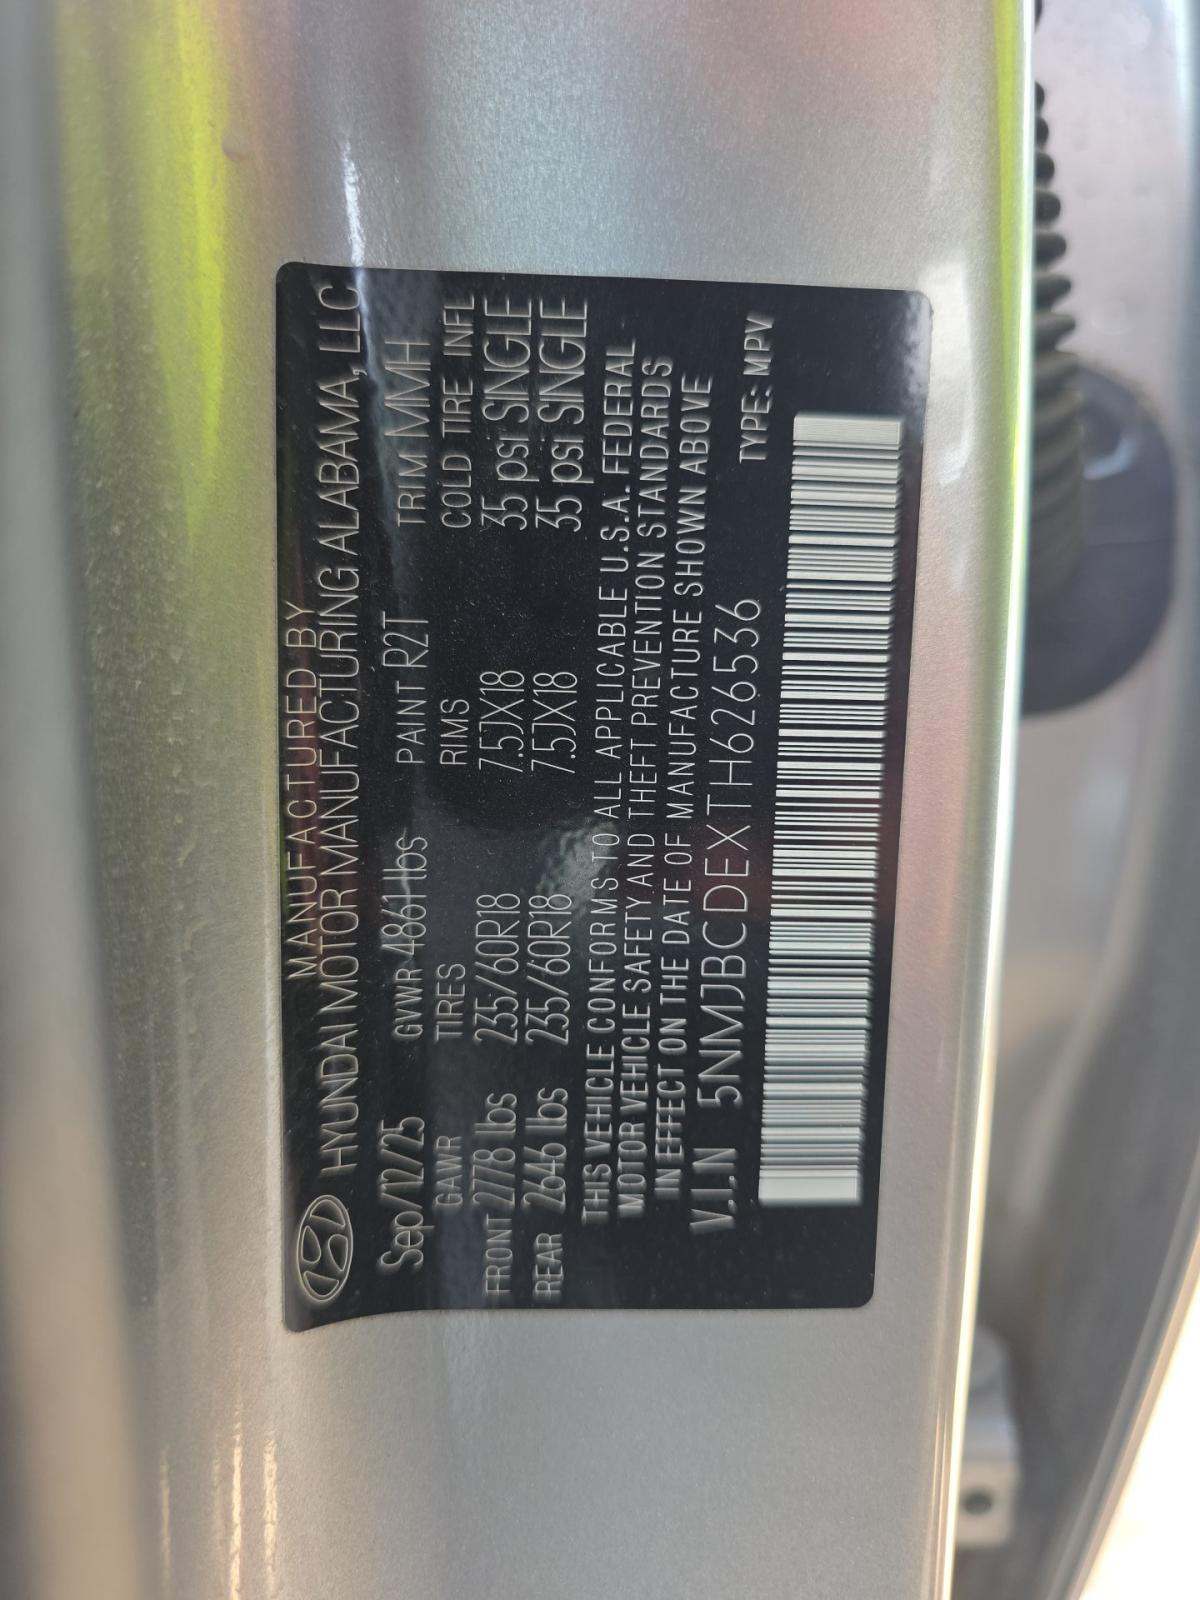 MANUFACTURED BY
HYUNDAI MOTOR MANUFACTURING ALABAMA, LLC
Sep/12/25 GVWR 4861 lbs PAINT R2T TRIM MMH
GAWR TIRES RIMS COLD TIRE INFL
FRONT 2778 lbs 235/60R18 7.5JX18 35 psi SINGLE
REAR 2646 lbs 235/60R18 7.5JX18 35 psi SINGLE
THIS VEHICLE CONFORMS TO ALL APPLICABLE U.S.A. FEDERAL
MOTOR VEHICLE SAFETY AND THEFT PREVENTION STANDARDS
IN EFFECT ON THE DATE OF MANUFACTURE SHOWN ABOVE
V.I.N 5NMJBCDEXTH626536 TYPE: MPV